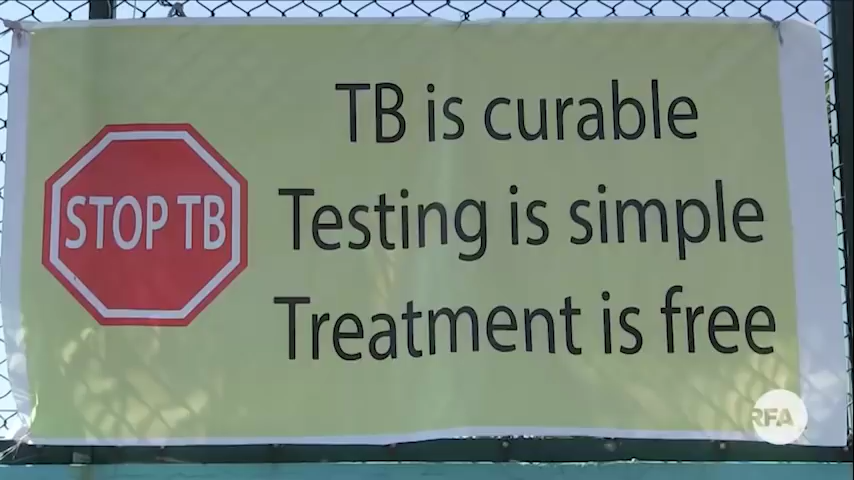 STOP TB
TB is curable
Testing is simple
Treatment is free
RFA